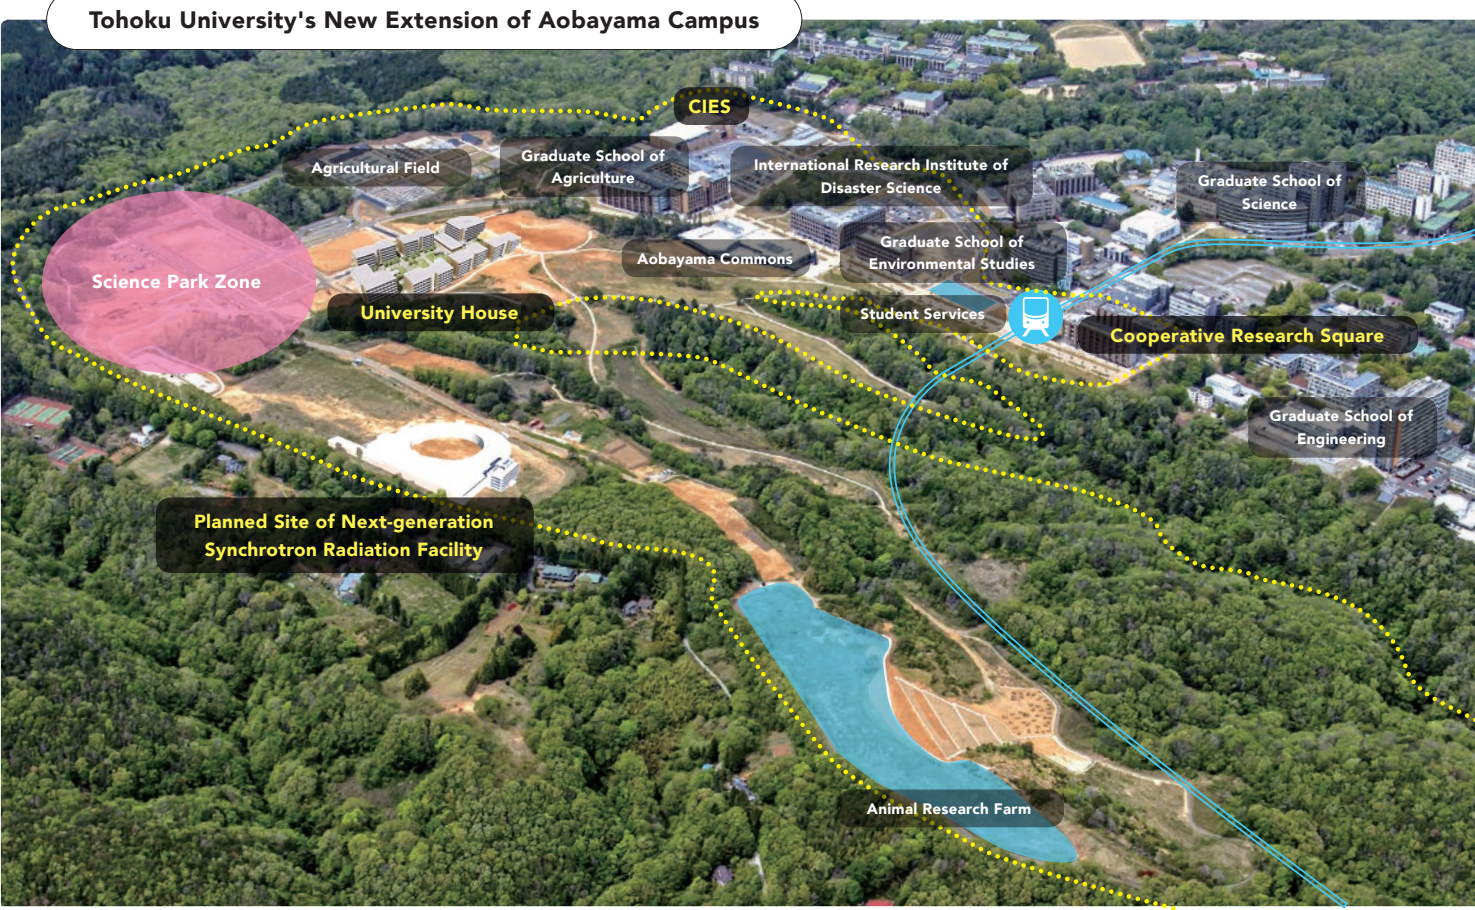 Tohoku University's New Extension of Aobayama Campus
CIES
Agricultural Field
Graduate School of
Agriculture
International Research Institute of
Disaster Science
Graduate School of
Science
Graduate School of
Environmental Studies
Aobayama Commons
Science Park Zone
University House
Student Services
Cooperative Research Square
Graduate School of
Engineering
Planned Site of Next-generation
Synchrotron Radiation Facility
Animal Research Farm